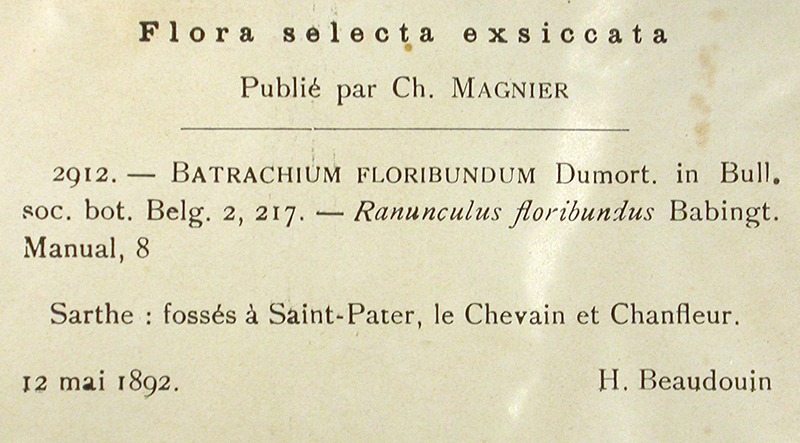 Flora selecta exsiccata
Publié par Ch. MAGNIER
2912. — BATRACHIUM FLORIBUNDUM Dumort. in Bull.
soc. bot. Belg. 2, 217. — Ranunculus floribundus Babingt.
Manual, 8
Sarthe : fossés à Saint-Pater, le Chevain et Chanfleur.
12 mai 1892. H. Beaudouin